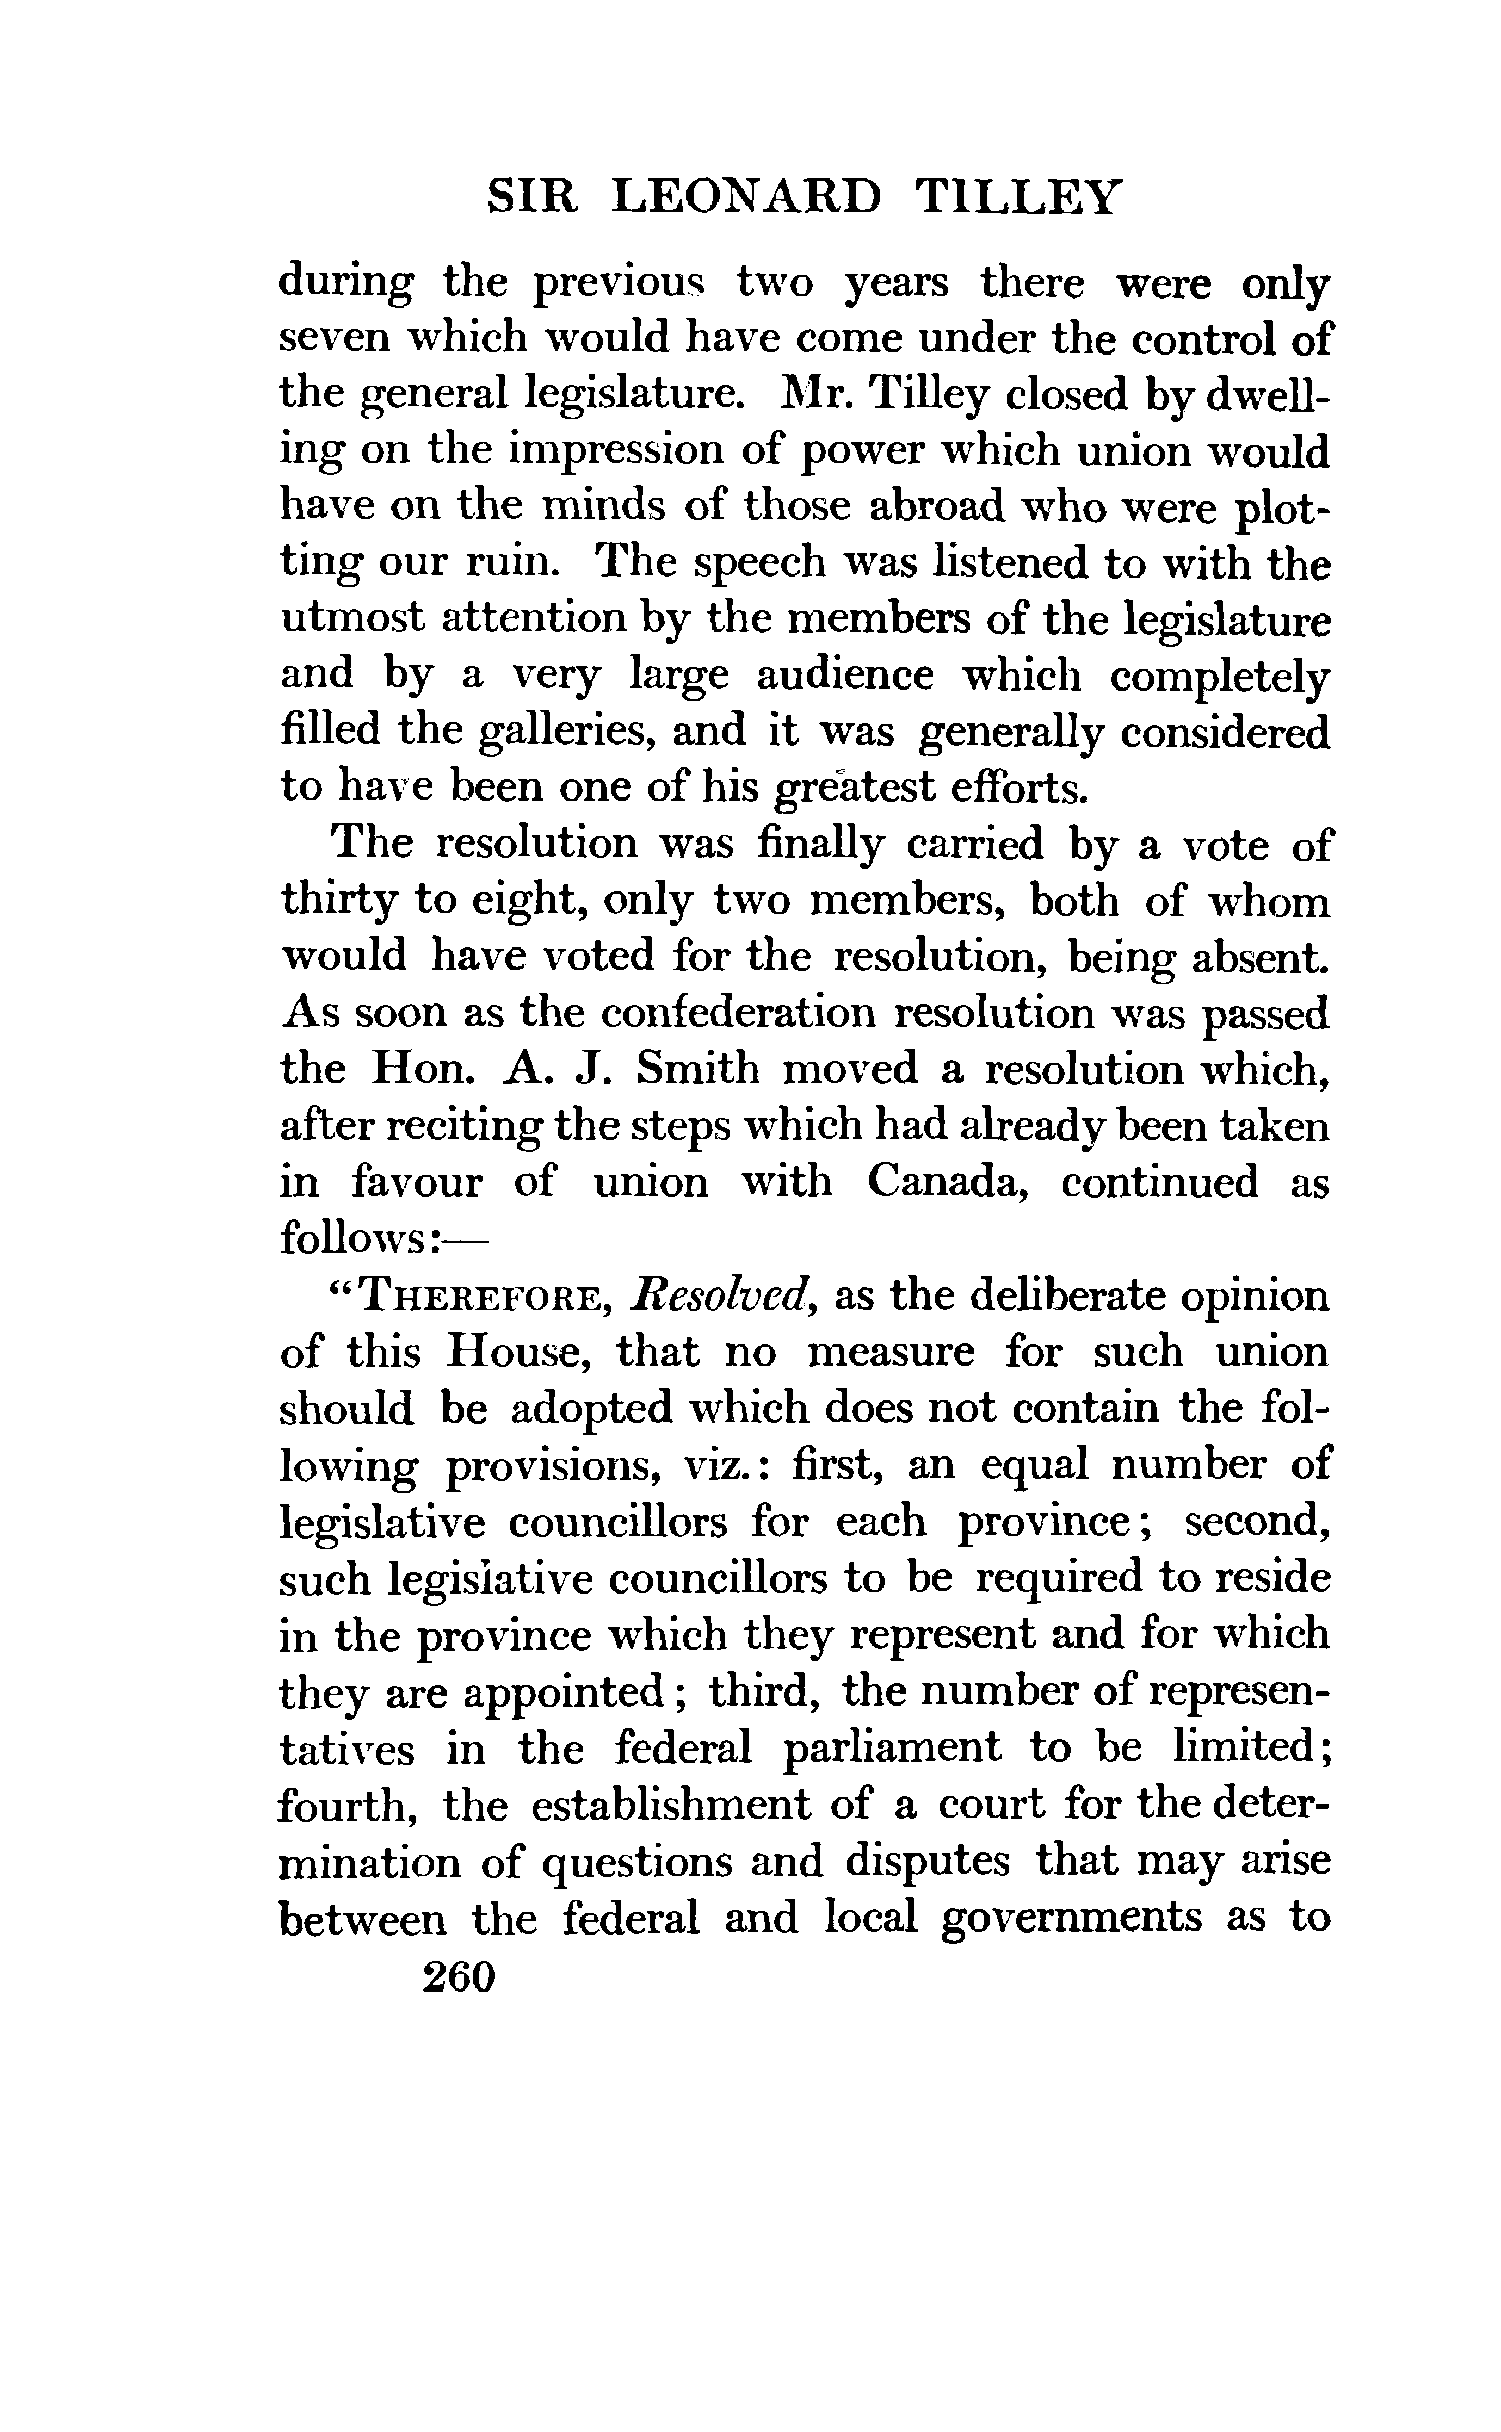 SIR LEONARD TILLEY
during the previous two years there were only
seven which would have come under the control of
the general legislature. Mr. Tilley closed by dwell-
ing on the impression of power which union would
have on the minds of those abroad who were plot-
ting our ruin. The speech was listened to with the
utmost attention by the members of the legislature
and by a very large audience which completely
filled the galleries, and it was generally considered
to have been one of his greatest efforts.
The resolution was finally carried by a vote of
thirty to eight, only two members, both of whom
would have voted for the resolution, being absent.
As soon as the confederation resolution was passed
the Hon. A. J. Smith moved a resolution which,
after reciting the steps which had already been taken
in favour of union with Canada, continued as
follows:—
“THEREFORE, Resolved, as the deliberate opinion
of this House, that no measure for such union
should be adopted which does not contain the fol-
lowing provisions, viz.: first, an equal number of
legislative councillors for each province; second,
such legislative councillors to be required to reside
in the province which they represent and for which
they are appointed; third, the number of represen-
tatives in the federal parliament to be limited;
fourth, the establishment of a court for the deter-
mination of questions and disputes that may arise
between the federal and local governments as to
260